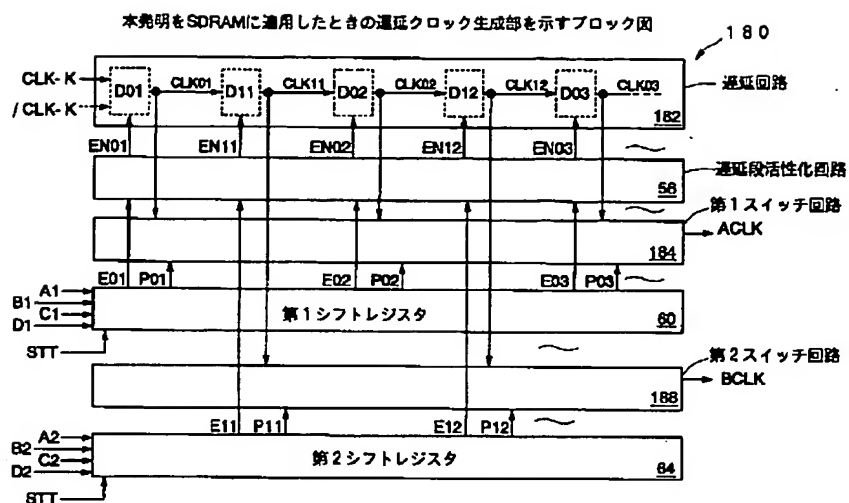 本発明をSDRAMに適用したときの遅延クロック生成部を示すブロック図
180
CLK-K
/CLK-K
D01
CLK01
D11
CLK11
D02
CLK02
D12
CLK12
D03
CLK03
遅延回路
182
EN01
EN11
EN02
EN12
EN03
遅延段活性化回路
56
第1スイッチ回路
184
ACLK
E01
P01
E02
P02
E03
P03
A1
B1
C1
D1
第1シフトレジスタ
60
STT
第2スイッチ回路
188
BCLK
E11
P11
E12
P12
A2
B2
C2
D2
第2シフトレジスタ
64
STT